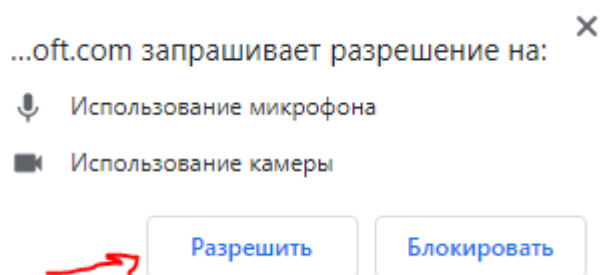 ...oft.com запрашивает разрешение на:
Использование микрофона
Использование камеры
Разрешить Блокировать